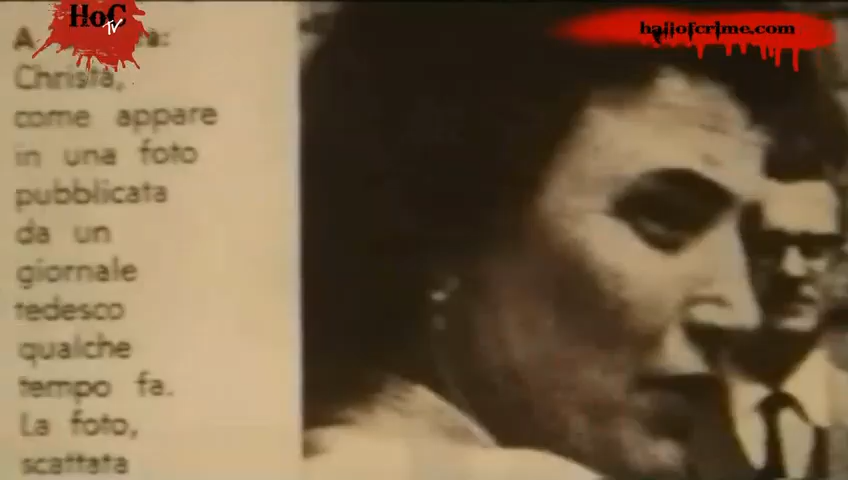 HoC
TV
hallofcrime.com
A
Christa,
come appare
in una foto
pubblicata
da un
giornale
tedesco
qualche
tempo fa.
La foto,
scattata